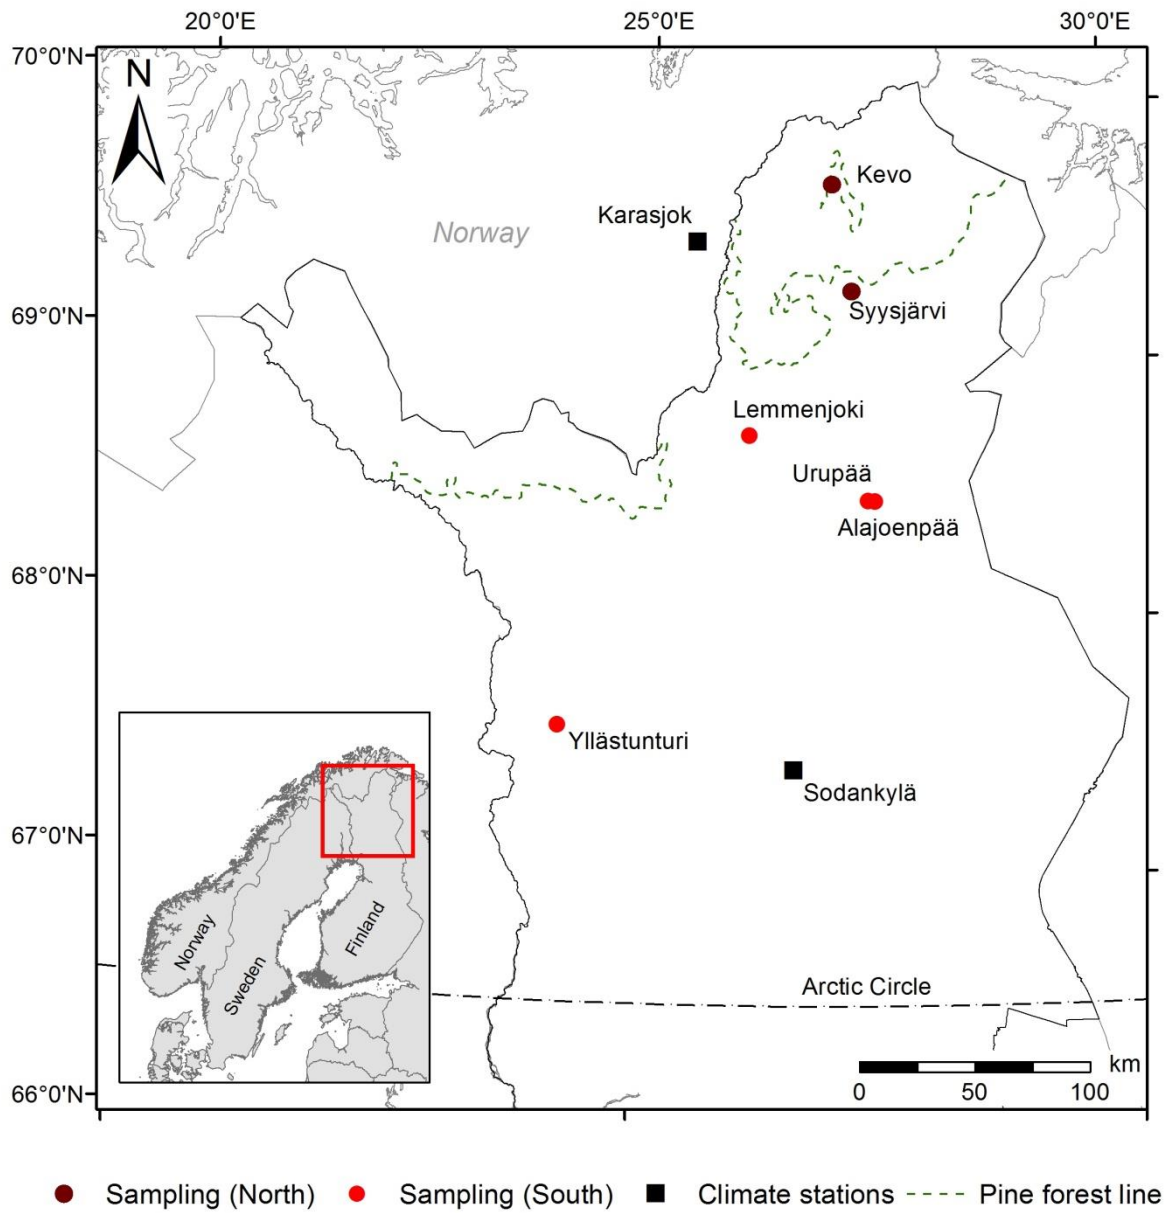 20°0'E 25°0'E 30°0'E
70°0'N
N
Kevo
Karasjok
Norway
Syysjärvi
69°0'N
Lemmenjoki
Urupää
Alajoenpää
68°0'N
Yllästunturi
Sodankylä
67°0'N
Norway
Finland
Sweden
Arctic Circle
km
66°0'N
0 50 100
Sampling (North) Sampling (South) Climate stations Pine forest line